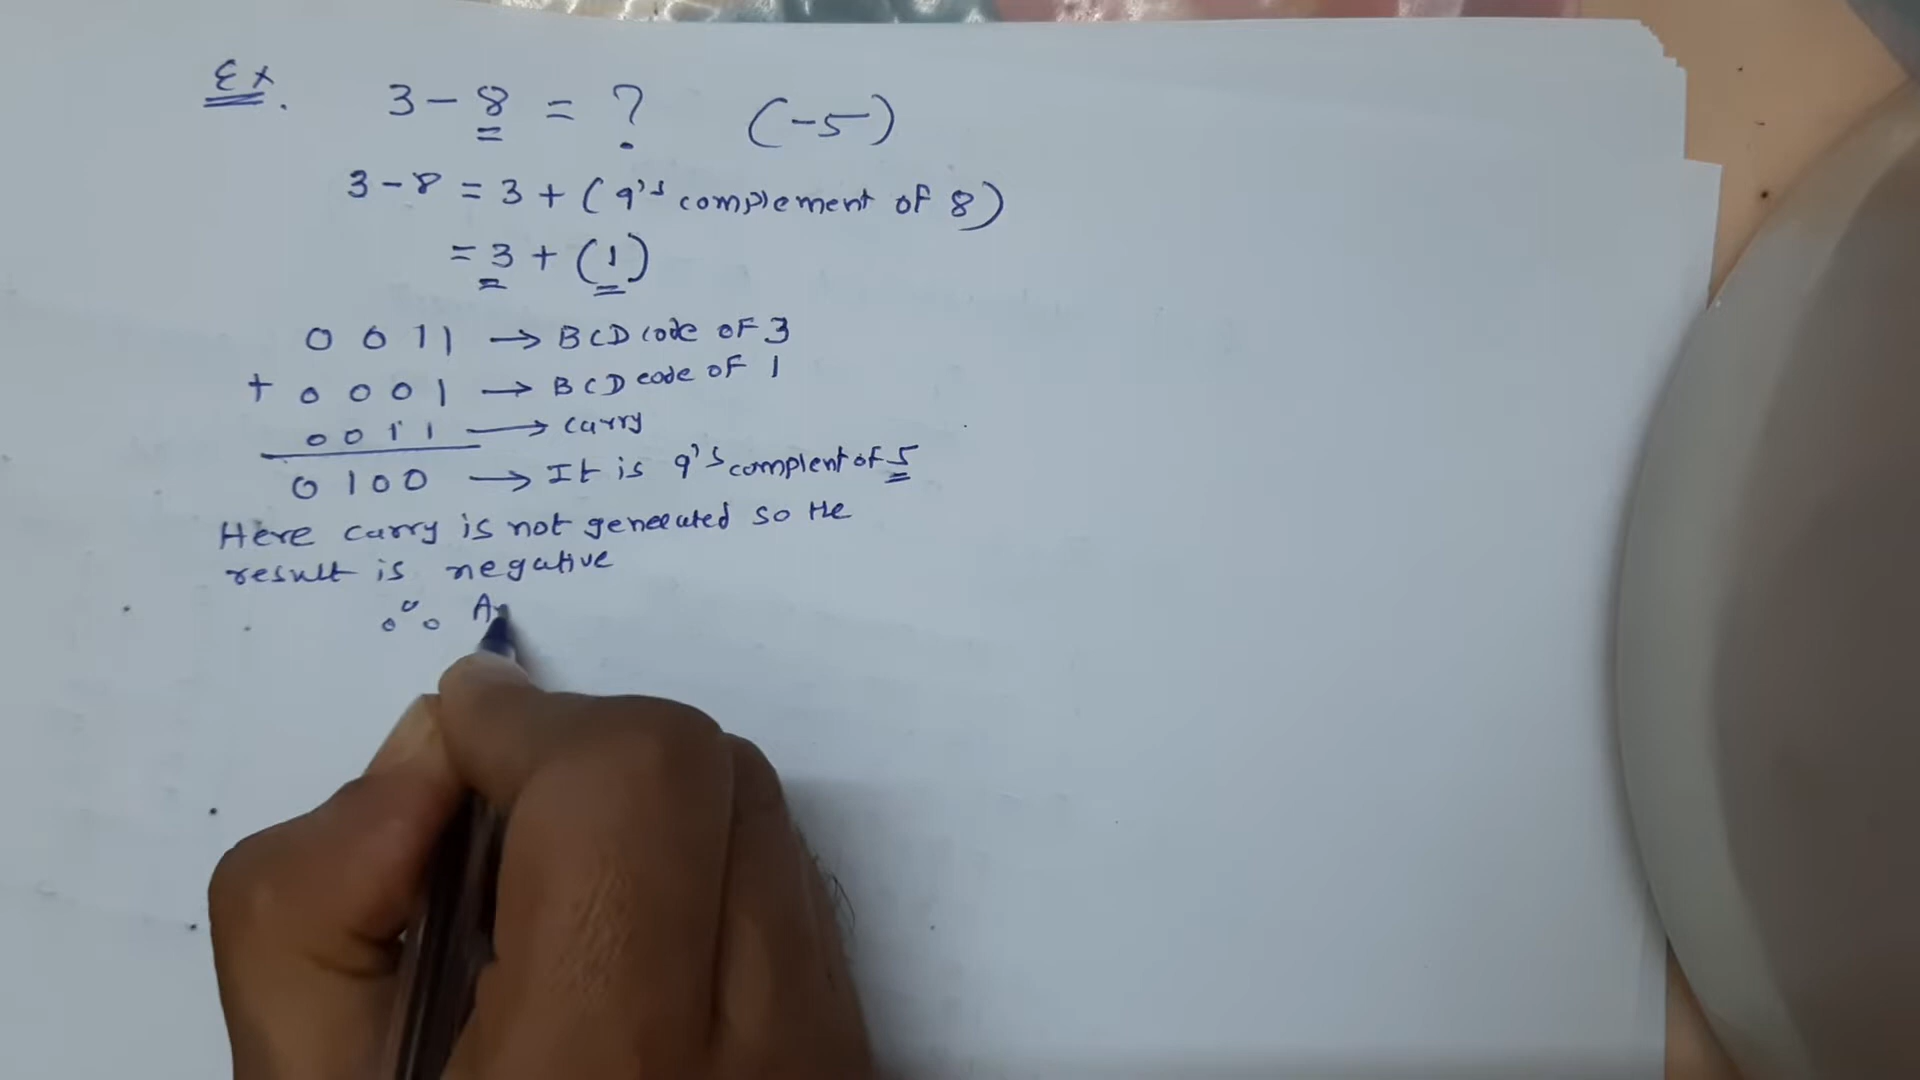 Ex. 3 - 8 = ? (-5)
3 - 8 = 3 + (9's complement of 8)
= 3 + (1)
0 0 1 1 → BCD code of 3
+ 0 0 0 1 → BCD code of 1
0 0 1 1 → carry
0 1 0 0 → It is 9's complent of 5
Here carry is not generated so the
result is negative
∴